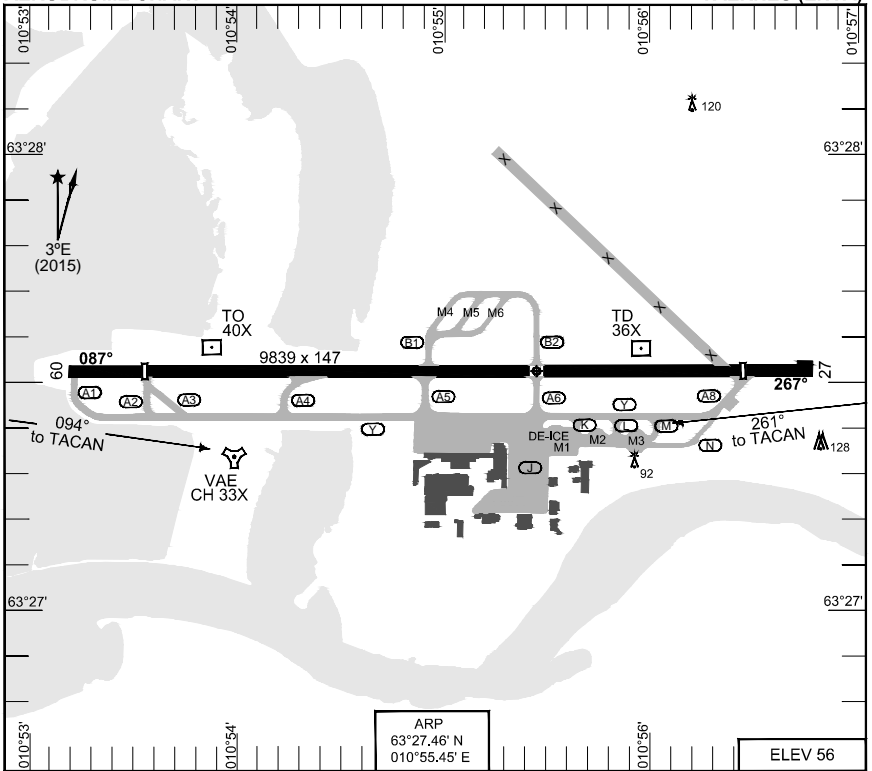 010°53'
010°54'
010°55'
010°56'
010°57'
120
63°28'
63°28'
3°E
(2015)
TO
40X
M4
M5
M6
TD
36X
B1
B2
60
087°
9839 x 147
27
267°
A1
A2
A3
A4
A5
A6
Y
A8
094°
to TACAN
Y
K
L
M
261°
to TACAN
DE-ICE
M1
M2
M3
N
128
VAE
CH 33X
J
92
63°27'
63°27'
010°53'
010°54'
010°56'
ARP
63°27.46' N
010°55.45' E
ELEV 56